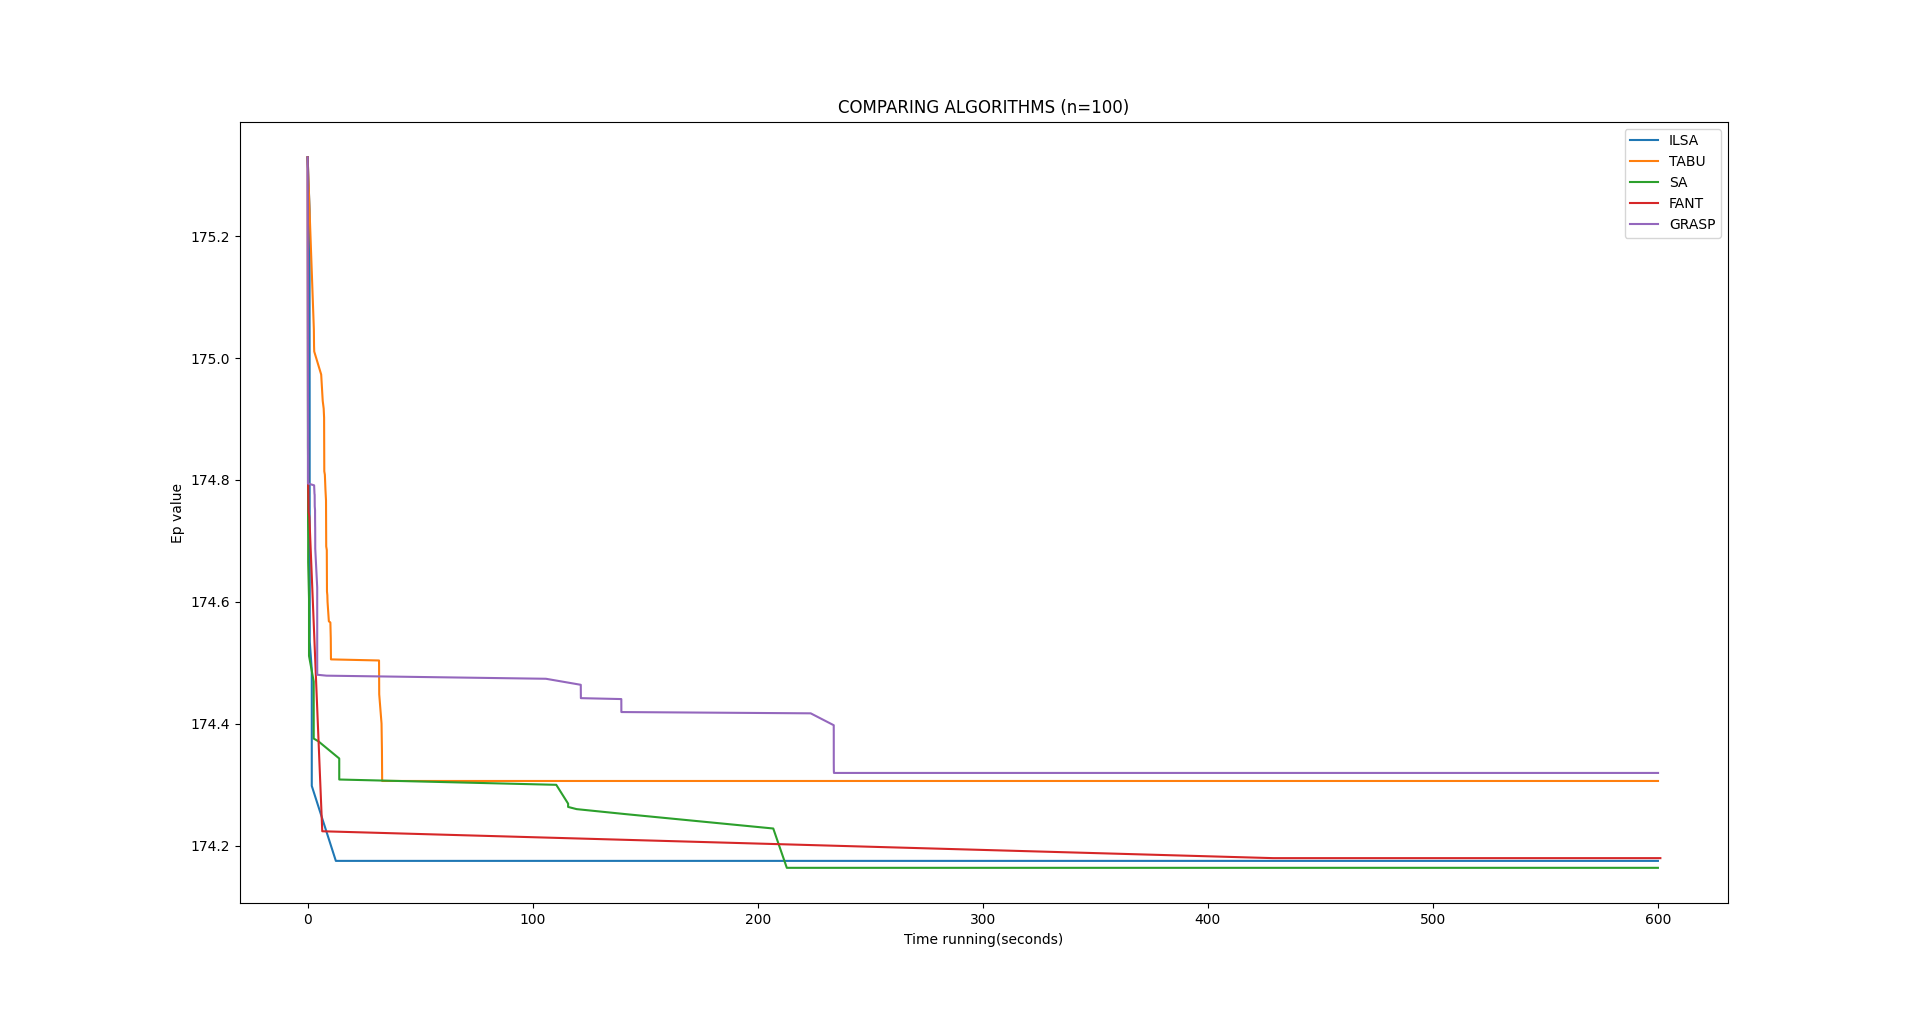 COMPARING ALGORITHMS (n=100)
ILSA
TABU
SA
FANT
GRASP
175.2
175.0
174.8
174.6
174.4
174.2
Ep value
0 100 200 300 400 500 600
Time running(seconds)